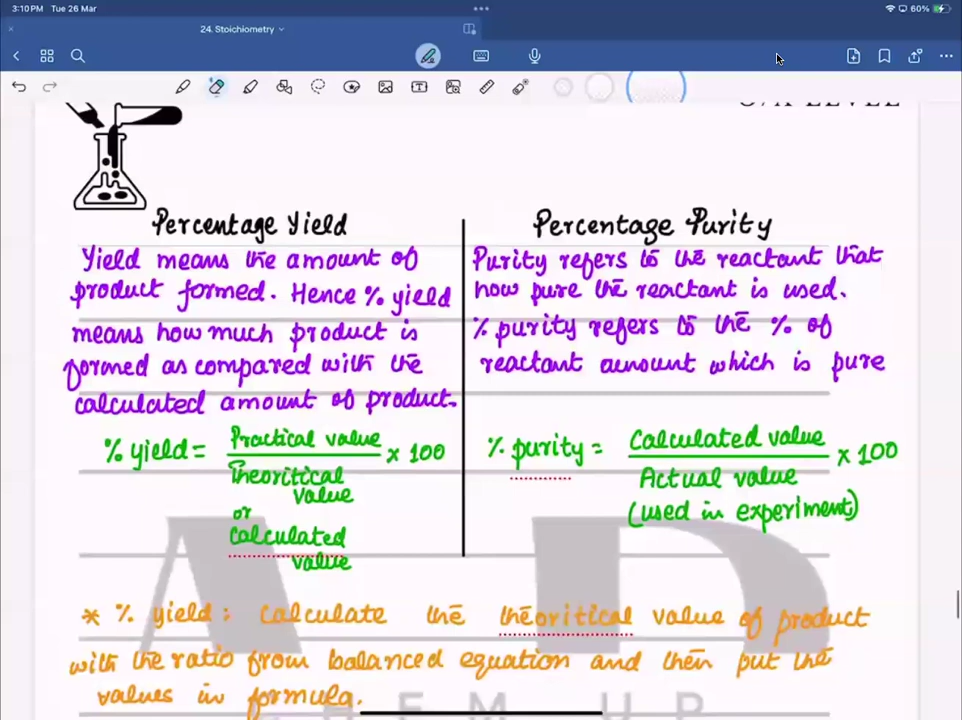 3:10PM Tue 26 Mar
60%
24. Stoichiometry
O/A LEVEL
Percentage Yield
Yield means the amount of
product formed. Hence % yield
means how much product is
formed as compared with the
calculated amount of product.
% yield = Practical value × 100
Theoritical
value
or
Calculated
value
Percentage Purity
Purity refers to the reactant that
how pure the reactant is used.
% purity refers to the % of
reactant amount which is pure
% purity = Calculated value × 100
Actual value
(used in experiment)
* % yield : Calculate the theoritical value of product
with the ratio from balanced equation and then put the
values in formula.
A D
HEM UP